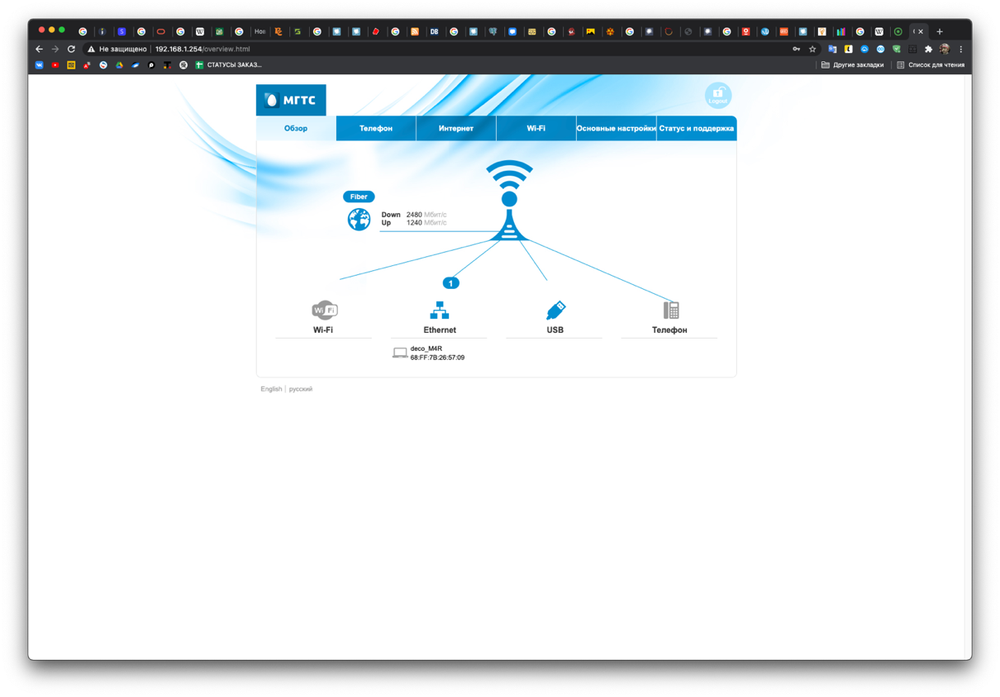 Нов
Не защищено 192.168.1.254/overview.html
СТАТУСЫ ЗАКАЗ...
Другие закладки
Список для чтения
МГТС
Logout
Обзор
Телефон
Интернет
Wi-Fi
Основные настройки
Статус и поддержка
Fiber
Down 2480 Мбит/с
Up 1240 Мбит/с
1
Wi Fi
Wi-Fi
Ethernet
USB
Телефон
deco_M4R
68:FF:7B:26:57:09
English | русский